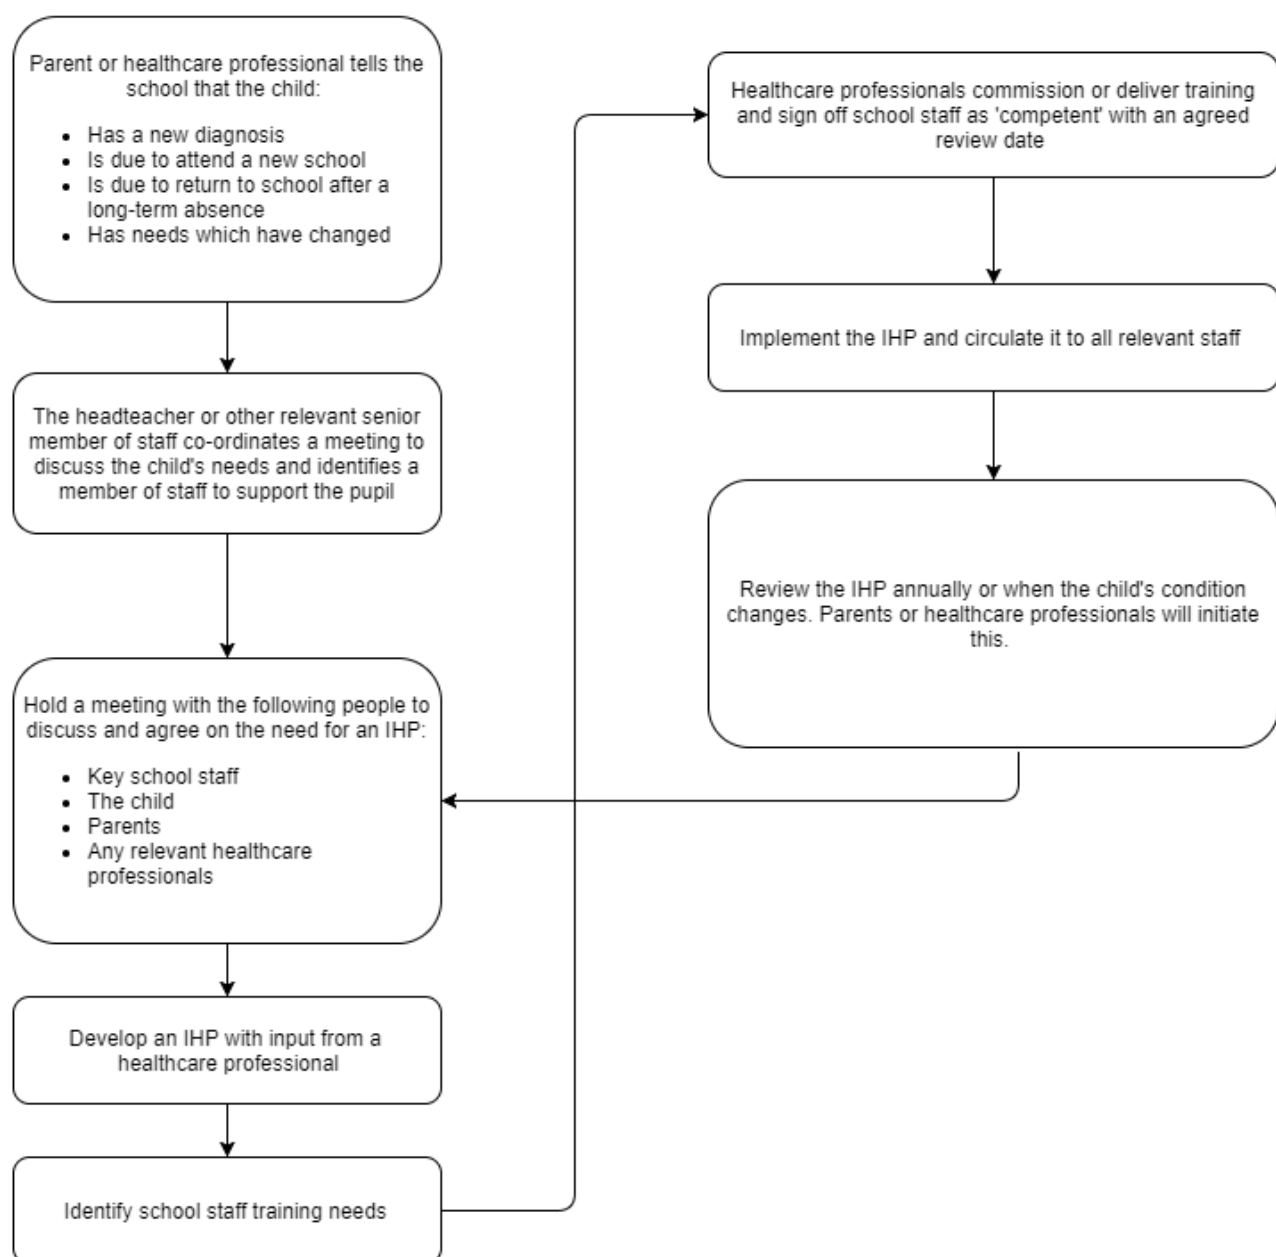 Parent or healthcare professional tells the
school that the child:
• Has a new diagnosis
• Is due to attend a new school
• Is due to return to school after a
long-term absence
• Has needs which have changed
The headteacher or other relevant senior
member of staff co-ordinates a meeting to
discuss the child's needs and identifies a
member of staff to support the pupil
Hold a meeting with the following people to
discuss and agree on the need for an IHP:
• Key school staff
• The child
• Parents
• Any relevant healthcare
professionals
Develop an IHP with input from a
healthcare professional
Identify school staff training needs
Healthcare professionals commission or deliver training
and sign off school staff as 'competent' with an agreed
review date
Implement the IHP and circulate it to all relevant staff
Review the IHP annually or when the child's condition
changes. Parents or healthcare professionals will initiate
this.